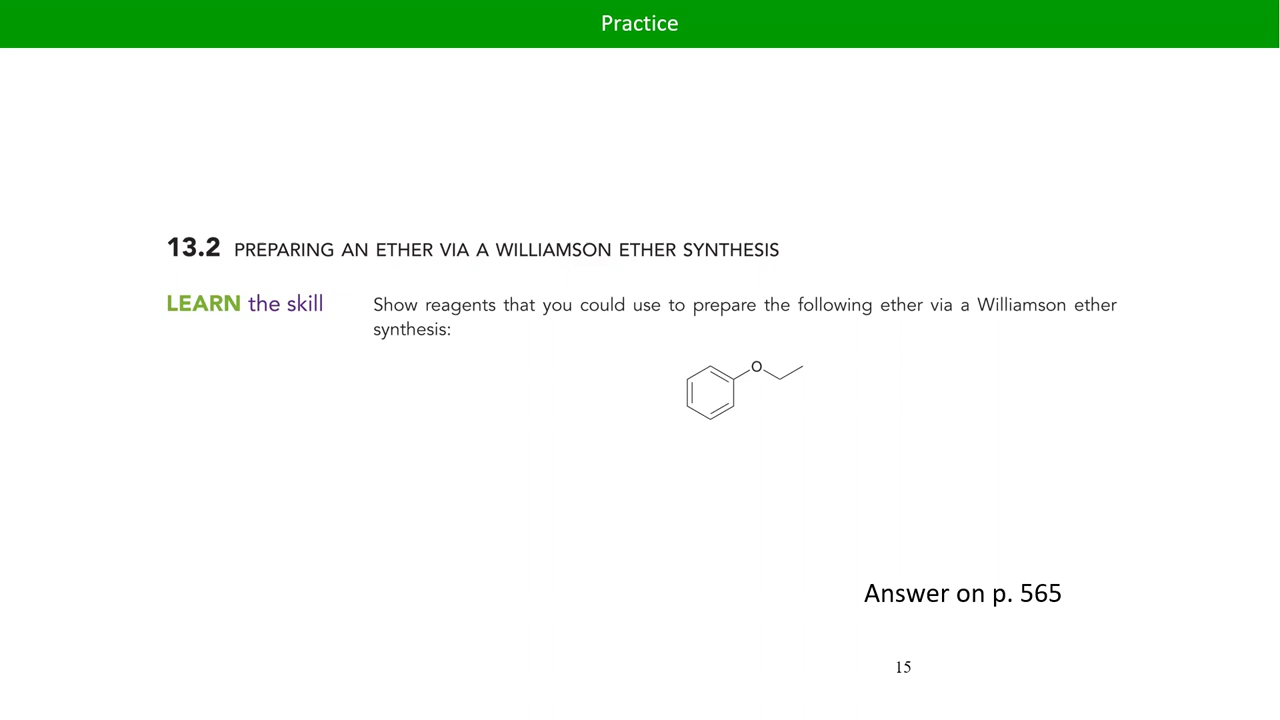 Practice
13.2 PREPARING AN ETHER VIA A WILLIAMSON ETHER SYNTHESIS
LEARN the skill
Show reagents that you could use to prepare the following ether via a Williamson ether
synthesis:
O
Answer on p. 565
15